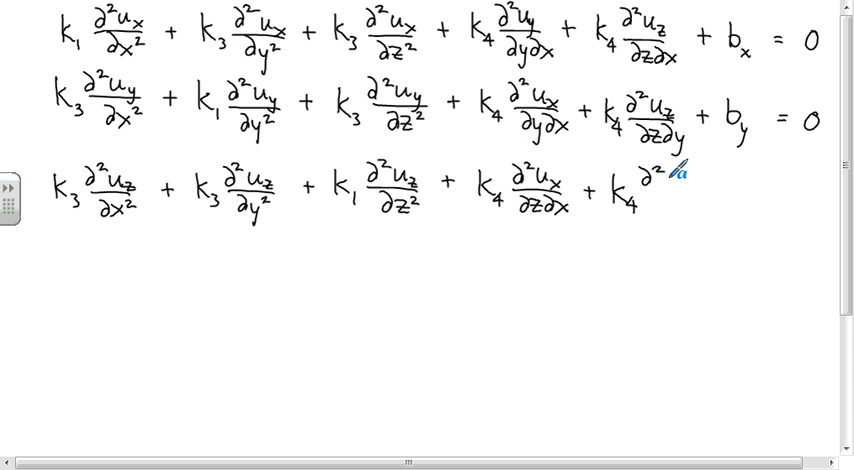 k₁ ∂²uₓ/∂x² + k₃ ∂²uₓ/∂y² + k₃ ∂²uₓ/∂z² + k₄ ∂²u_y/∂y∂x + k₄ ∂²u_z/∂z∂x + bₓ = 0
k₃ ∂²u_y/∂x² + k₁ ∂²u_y/∂y² + k₃ ∂²u_y/∂z² + k₄ ∂²uₓ/∂y∂x + k₄ ∂²u_z/∂z∂y + b_y = 0
k₃ ∂²u_z/∂x² + k₃ ∂²u_z/∂y² + k₁ ∂²u_z/∂z² + k₄ ∂²uₓ/∂z∂x + k₄ ∂²